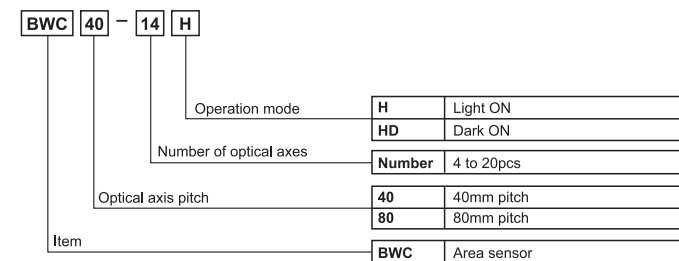 BWC 40 - 14 H
Operation mode
H Light ON
HD Dark ON
Number of optical axes
Number 4 to 20pcs
Optical axis pitch
40 40mm pitch
80 80mm pitch
Item
BWC Area sensor